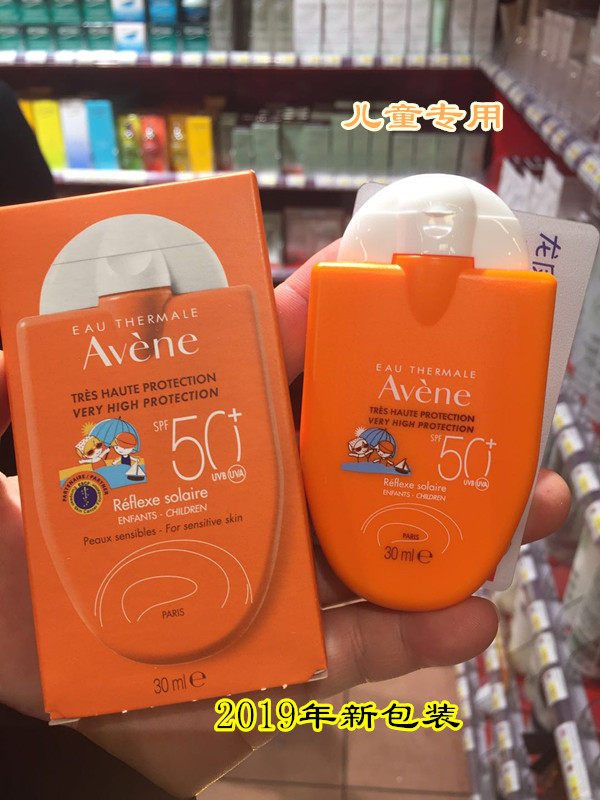 儿童专用
EAU THERMALE
Avène
TRÈS HAUTE PROTECTION
VERY HIGH PROTECTION
SPF 50+
UVB UVA
PARTENAIRE / PARTNER
Réflexe solaire
ENFANTS - CHILDREN
Peaux sensibles - For sensitive skin
PARIS
30 ml e
EAU THERMALE
Avène
TRÈS HAUTE PROTECTION
VERY HIGH PROTECTION
SPF 50+
UVB UVA
Réflexe solaire
ENFANTS - CHILDREN
PARIS
30 ml e
2019年新包装